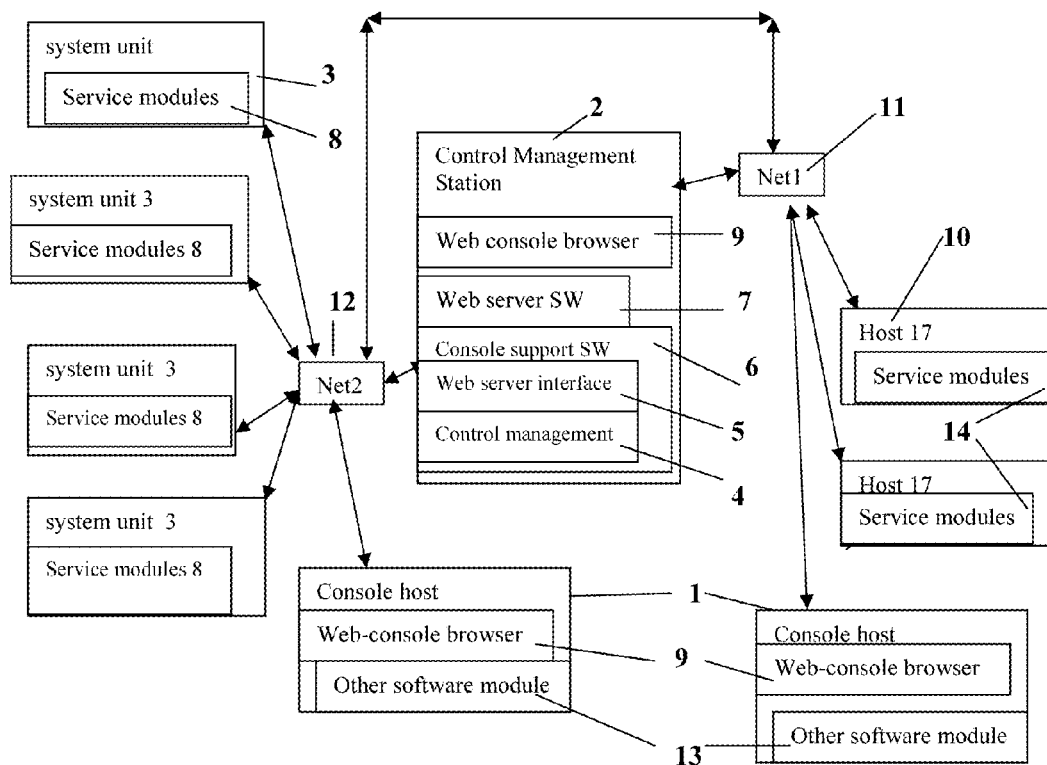 system unit
Service modules
3
8
system unit 3
Service modules 8
system unit 3
Service modules 8
system unit 3
Service modules 8
12
Net2
2
Control Management
Station
Web console browser
9
Web server SW
7
Console support SW
6
Web server interface
5
Control management
4
11
Net1
10
Host 17
Service modules
14
Host 17
Service modules
Console host
1
Web-console browser
9
Other software module
13
Console host
Web-console browser
Other software module